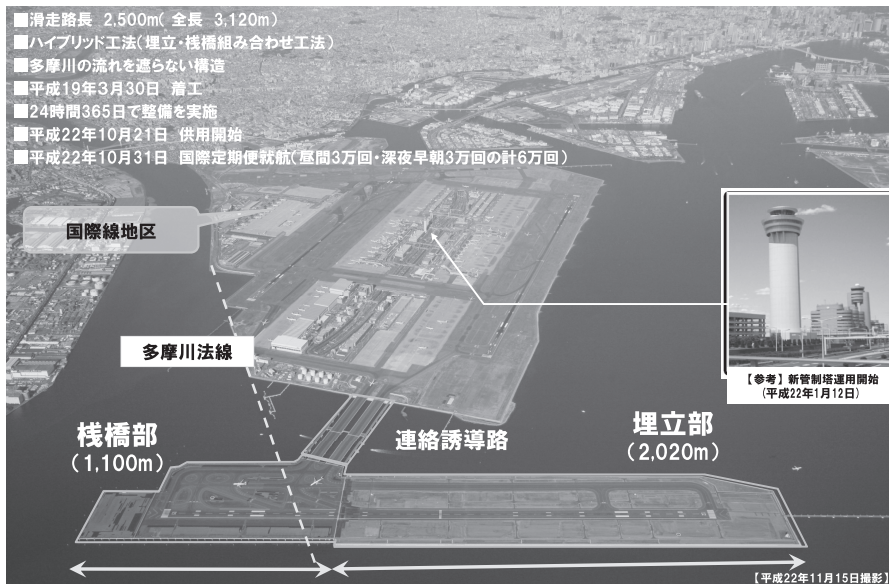 ■滑走路長 2,500m( 全長 3,120m)
■ハイブリッド工法(埋立・桟橋組み合わせ工法)
■多摩川の流れを遮らない構造
■平成19年3月30日 着工
■24時間365日で整備を実施
■平成22年10月21日 供用開始
■平成22年10月31日 国際定期便就航(昼間3万回・深夜早朝3万回の計6万回)
国際線地区
多摩川法線
【参考】新管制塔運用開始
(平成22年1月12日)
桟橋部
(1,100m)
連絡誘導路
埋立部
(2,020m)
【平成22年11月15日撮影】